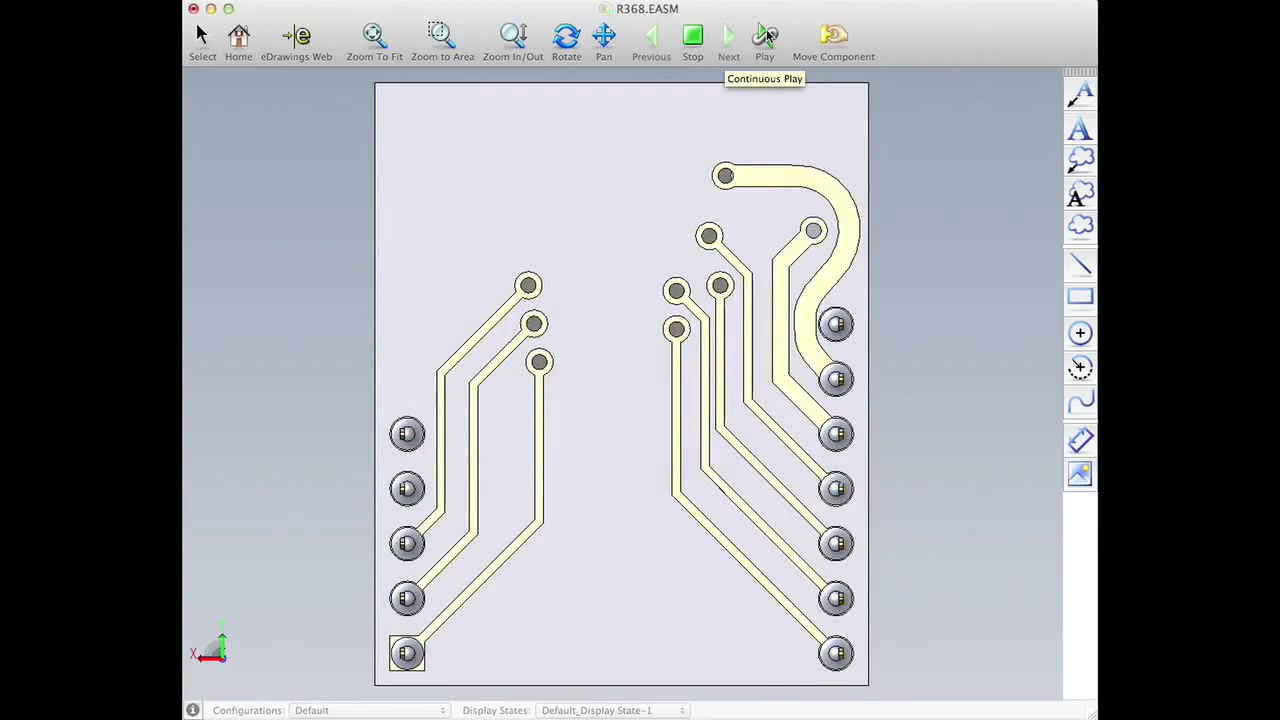 R368.EASM
Select Home eDrawings Web Zoom To Fit Zoom to Area Zoom In/Out Rotate Pan Previous Stop Next Play Move Component
Continuous Play
A
A
A
Y
X
Configurations: Default Display States: Default_Display State-1